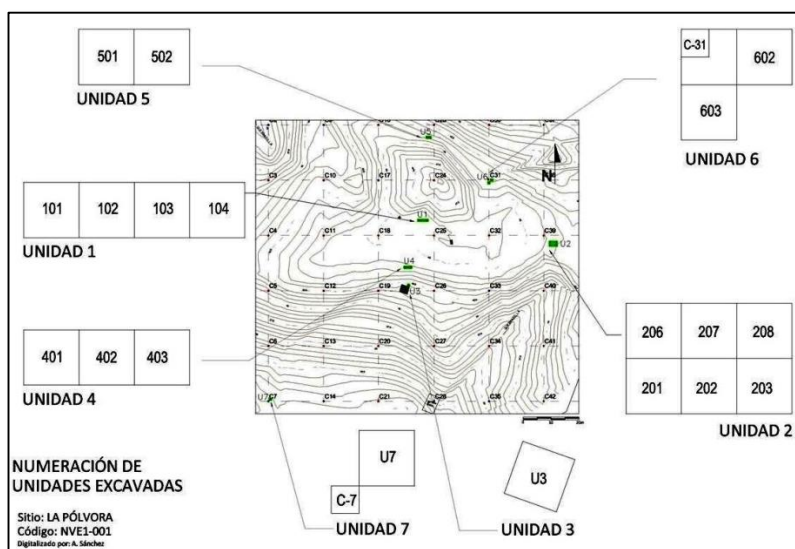 501 502
UNIDAD 5
C-31
602
603
UNIDAD 6
101 102 103 104
UNIDAD 1
401 402 403
UNIDAD 4
206 207 208
201 202 203
UNIDAD 2
U5
C3 C10 C17 C24 C31
U6
N
U1
C4 C11 C18 C25 C32 C39
U2
U4
C5 C12 C19 C26 C33 C40
U3
C6 C13 C20 C27 C34 C41
U7 C7 C14 C21 C28 C35 C42
U7
C-7
UNIDAD 7
U3
UNIDAD 3
NUMERACIÓN DE
UNIDADES EXCAVADAS
Sitio: LA PÓLVORA
Código: NVE1-001
Digitalizado por: A. Sánchez